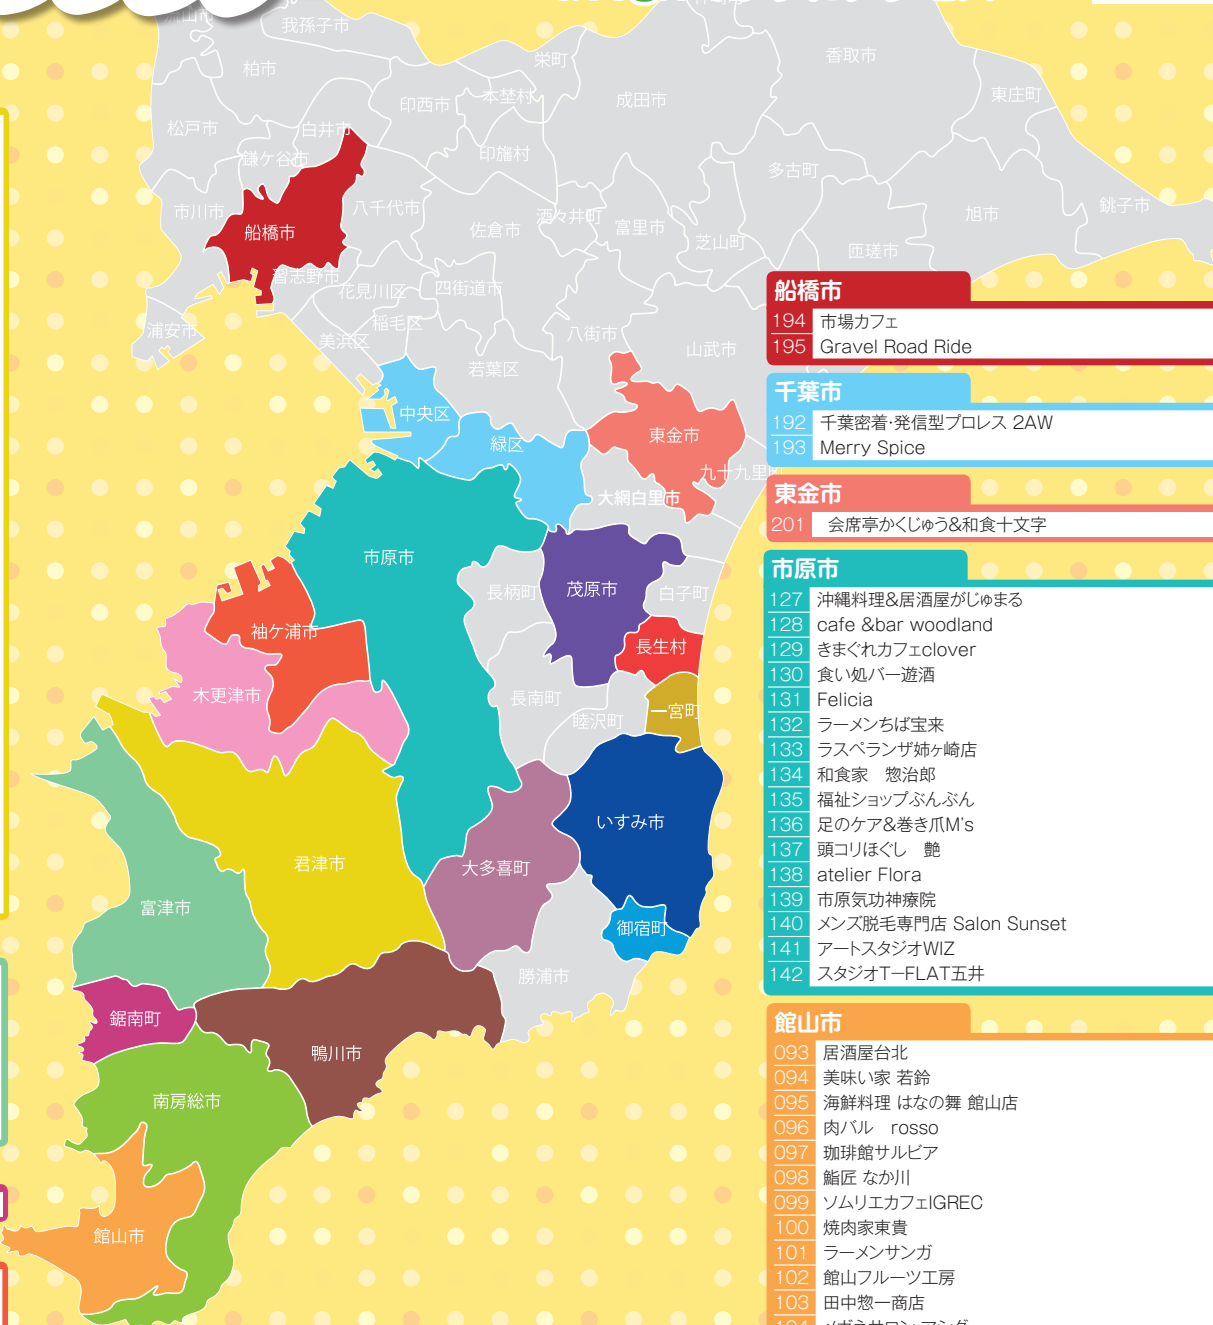 流山市
我孫子市
柏市
栄町
香取市
印西市
本埜村
成田市
東庄町
松戸市
白井市
鎌ケ谷市
印旛村
多古町
市川市
船橋市
八千代市
佐倉市
酒々井町
富里市
芝山町
旭市
銚子市
匝瑳市
習志野市
花見川区
四街道市
浦安市
稲毛区
美浜区
八街市
山武市
若葉区
中央区
緑区
東金市
九十九里町
大網白里市
市原市
長柄町
茂原市
白子町
袖ケ浦市
長生村
木更津市
長南町
睦沢町
一宮町
いすみ市
君津市
大多喜町
富津市
御宿町
勝浦市
鋸南町
鴨川市
南房総市
館山市
船橋市
194 市場カフェ
195 Gravel Road Ride
千葉市
192 千葉密着・発信型プロレス 2AW
193 Merry Spice
東金市
201 会席亭かくじゅう&和食十文字
市原市
127 沖縄料理&居酒屋がじゅまる
128 cafe &bar woodland
129 きまぐれカフェclover
130 食い処バー遊酒
131 Felicia
132 ラーメンちば宝来
133 ラスペランザ姉ヶ崎店
134 和食家　惣治郎
135 福祉ショップぶんぶん
136 足のケア&巻き爪M's
137 頭コリほぐし　艶
138 atelier Flora
139 市原気功神療院
140 メンズ脱毛専門店 Salon Sunset
141 アートスタジオWIZ
142 スタジオT−FLAT五井
館山市
093 居酒屋台北
094 美味い家 若鈴
095 海鮮料理 はなの舞 館山店
096 肉バル　rosso
097 珈琲館サルビア
098 鮨匠 なか川
099 ソムリエカフェIGREC
100 焼肉家東貴
101 ラーメンサンガ
102 館山フルーツ工房
103 田中惣一商店